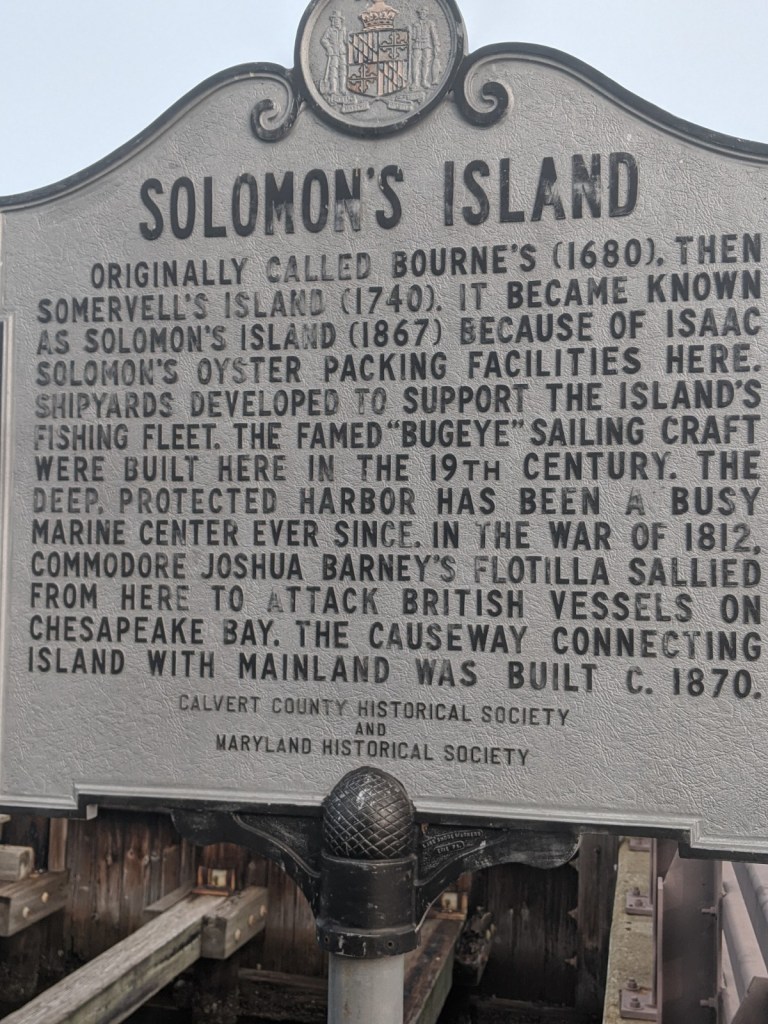 SOLOMON'S ISLAND
ORIGINALLY CALLED BOURNE'S (1680), THEN
SOMERVELL'S ISLAND (1740). IT BECAME KNOWN
AS SOLOMON'S ISLAND (1867) BECAUSE OF ISAAC
SOLOMON'S OYSTER PACKING FACILITIES HERE.
SHIPYARDS DEVELOPED TO SUPPORT THE ISLAND'S
FISHING FLEET. THE FAMED "BUGEYE" SAILING CRAFT
WERE BUILT HERE IN THE 19TH CENTURY. THE
DEEP, PROTECTED HARBOR HAS BEEN A BUSY
MARINE CENTER EVER SINCE. IN THE WAR OF 1812,
COMMODORE JOSHUA BARNEY'S FLOTILLA SALLIED
FROM HERE TO ATTACK BRITISH VESSELS ON
CHESAPEAKE BAY. THE CAUSEWAY CONNECTING
ISLAND WITH MAINLAND WAS BUILT C. 1870.
CALVERT COUNTY HISTORICAL SOCIETY
AND
MARYLAND HISTORICAL SOCIETY